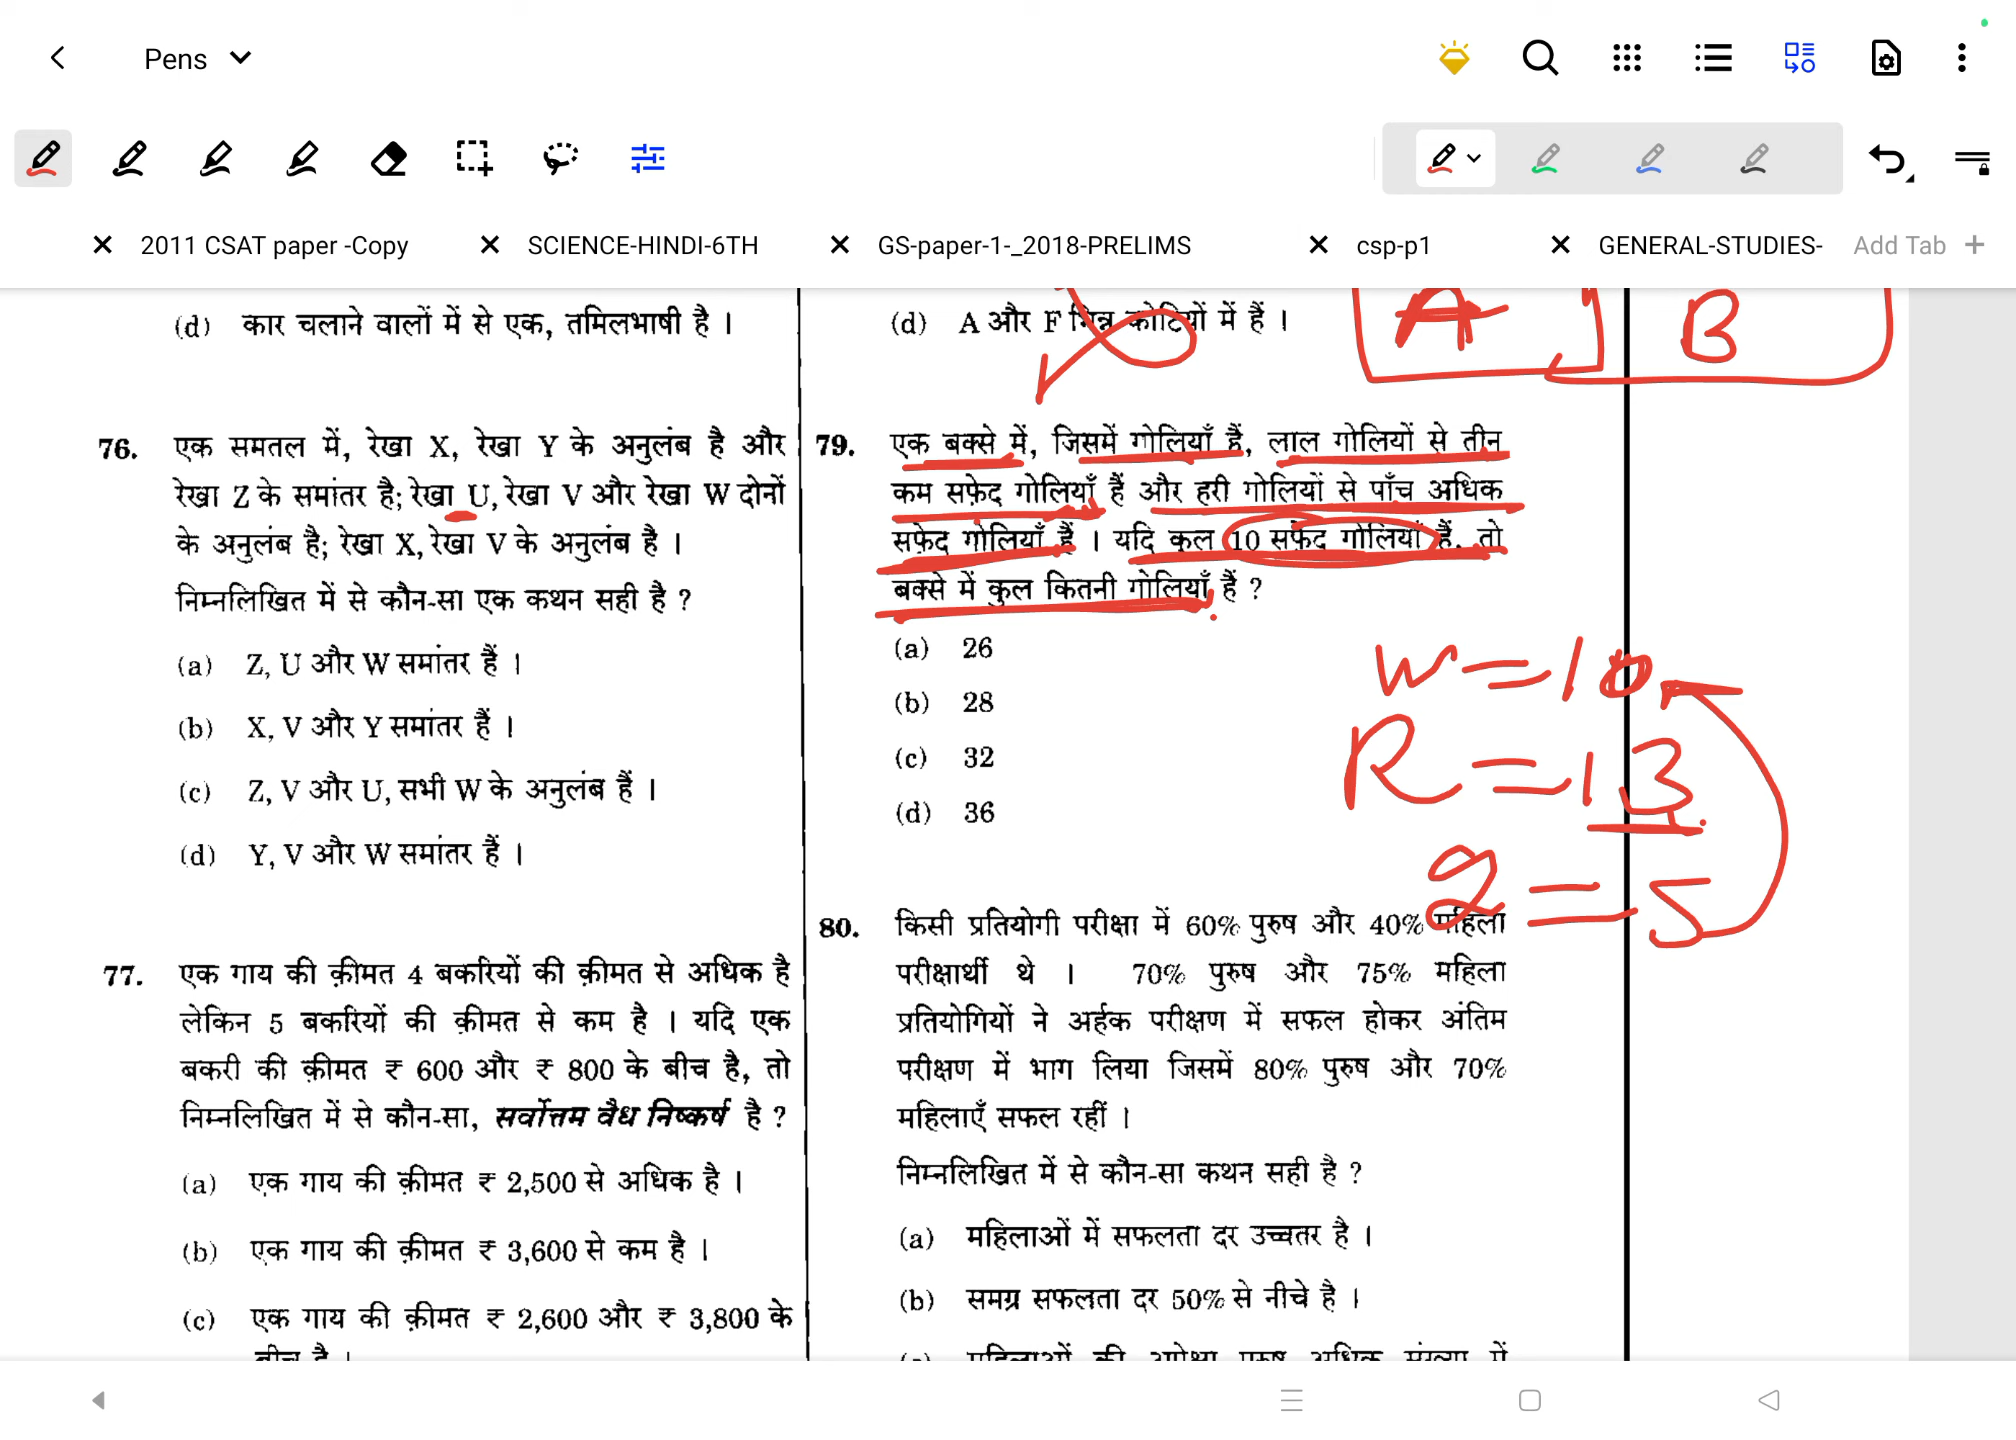 Pens
2011 CSAT paper -Copy
SCIENCE-HINDI-6TH
GS-paper-1-_2018-PRELIMS
csp-p1
GENERAL-STUDIES-
Add Tab +
(d) कार चलाने वालों में से एक, तमिलभाषी है ।
76. एक समतल में, रेखा X, रेखा Y के अनुलंब है और
रेखा Z के समांतर है; रेखा U, रेखा V और रेखा W दोनों
के अनुलंब है; रेखा X, रेखा V के अनुलंब है ।
निम्नलिखित में से कौन-सा एक कथन सही है ?
(a) Z, U और W समांतर हैं ।
(b) X, V और Y समांतर हैं ।
(c) Z, V और U, सभी W के अनुलंब हैं ।
(d) Y, V और W समांतर हैं ।
77. एक गाय की क़ीमत 4 बकरियों की क़ीमत से अधिक है
लेकिन 5 बकरियों की क़ीमत से कम है । यदि एक
बकरी की क़ीमत ₹ 600 और ₹ 800 के बीच है, तो
निम्नलिखित में से कौन-सा, सर्वोत्तम वैध निष्कर्ष है ?
(a) एक गाय की क़ीमत ₹ 2,500 से अधिक है ।
(b) एक गाय की क़ीमत ₹ 3,600 से कम है ।
(c) एक गाय की क़ीमत ₹ 2,600 और ₹ 3,800 के
बीच है ।
(d) A और F भिन्न कोटियों में हैं ।
A
B
79. एक बक्से में, जिसमें गोलियाँ हैं, लाल गोलियों से तीन
कम सफ़ेद गोलियाँ हैं और हरी गोलियों से पाँच अधिक
सफ़ेद गोलियाँ हैं । यदि कुल 10 सफ़ेद गोलियाँ हैं, तो
बक्से में कुल कितनी गोलियाँ हैं ?
(a) 26
(b) 28
(c) 32
(d) 36
W = 10
R = 13
g = 5
80. किसी प्रतियोगी परीक्षा में 60% पुरुष और 40% महिला
परीक्षार्थी थे । 70% पुरुष और 75% महिला
प्रतियोगियों ने अर्हक परीक्षण में सफल होकर अंतिम
परीक्षण में भाग लिया जिसमें 80% पुरुष और 70%
महिलाएँ सफल रहीं ।
निम्नलिखित में से कौन-सा कथन सही है ?
(a) महिलाओं में सफलता दर उच्चतर है ।
(b) समग्र सफलता दर 50% से नीचे है ।
(c) महिलाओं की अपेक्षा पुरुष अधिक संख्या में